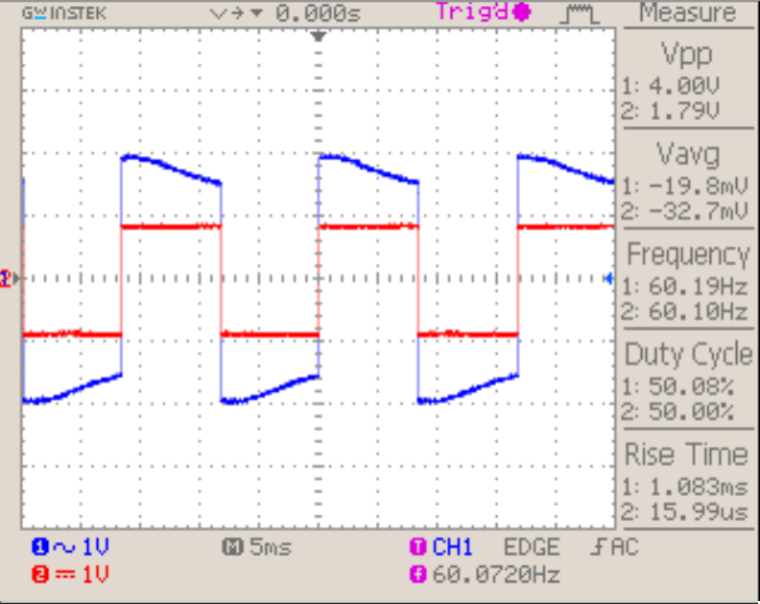 GW INSTEK 0.000s Trig'd Measure
Vpp
1: 4.00V
2: 1.79V
Vavg
1: -19.8mV
2: -32.7mV
Frequency
1: 60.19Hz
2: 60.10Hz
Duty Cycle
1: 50.08%
2: 50.00%
Rise Time
1: 1.083ms
2: 15.99us
1 ~ 1V M 5ms T CH1 EDGE AC
2 1V f 60.0720Hz